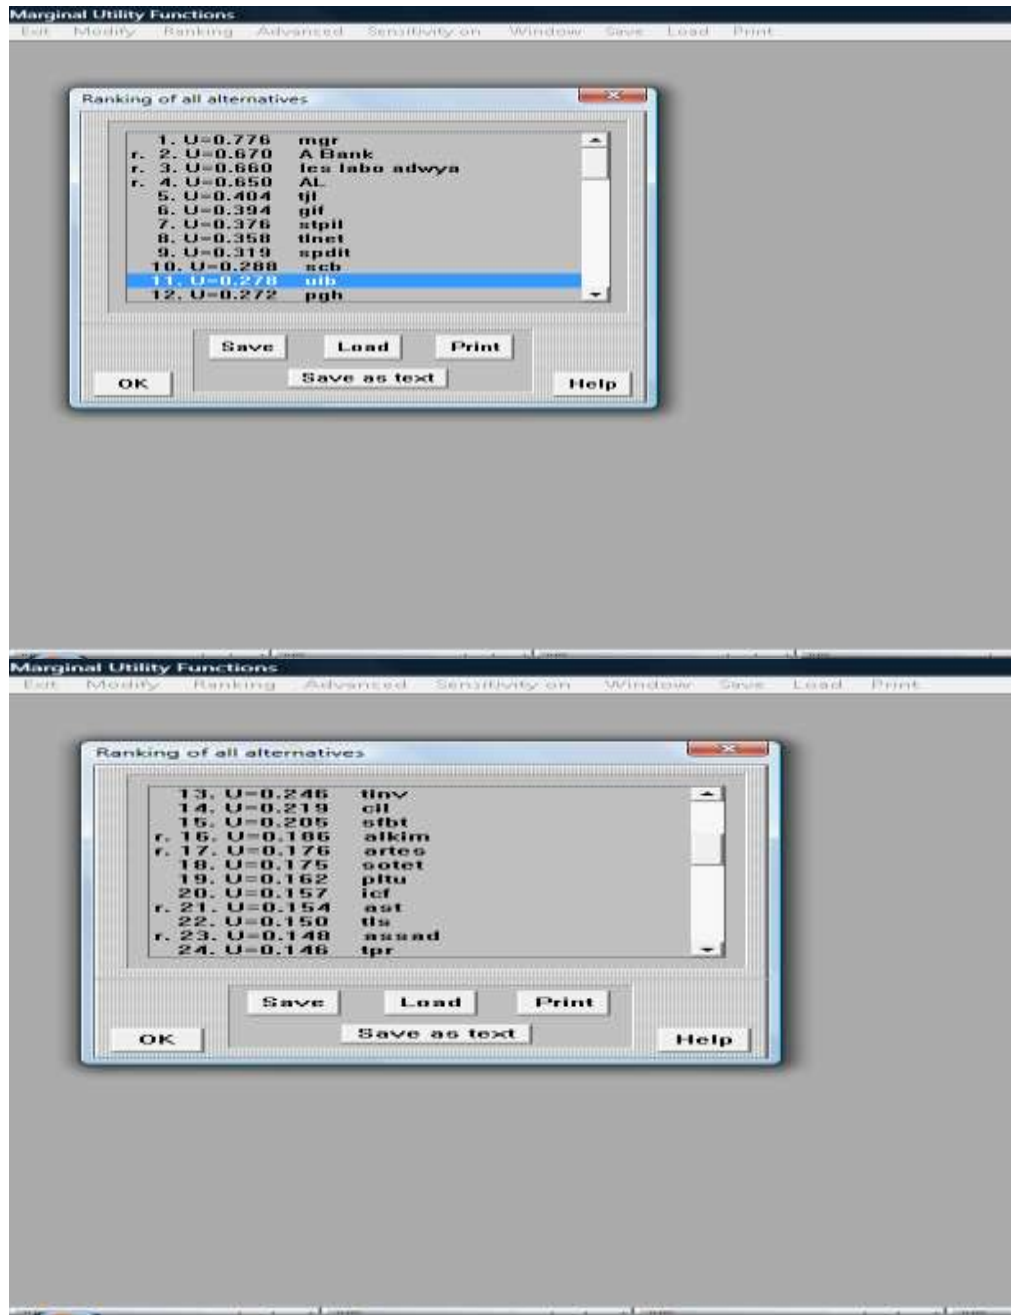 Marginal Utility Functions
Exit Modify Ranking Advanced Sensitivity on Window Save Load Print
Ranking of all alternatives
1. U=0.776 mgr
r. 2. U=0.670 A Bank
r. 3. U=0.660 les labo adwya
r. 4. U=0.650 AL
5. U=0.404 tjl
6. U=0.394 gif
7. U=0.376 stpil
8. U=0.358 tlnet
9. U=0.319 spdit
10. U=0.288 scb
11. U=0.278 uib
12. U=0.272 pgh
Save Load Print
Save as text
OK Help
Marginal Utility Functions
Exit Modify Ranking Advanced Sensitivity on Window Save Load Print
Ranking of all alternatives
13. U=0.246 tinv
14. U=0.219 cil
15. U=0.205 sfbt
r. 16. U=0.186 alkim
r. 17. U=0.176 artes
18. U=0.175 sotet
19. U=0.162 pltu
20. U=0.157 icf
r. 21. U=0.154 ast
22. U=0.150 tls
r. 23. U=0.148 assad
24. U=0.146 tpr
Save Load Print
Save as text
OK Help